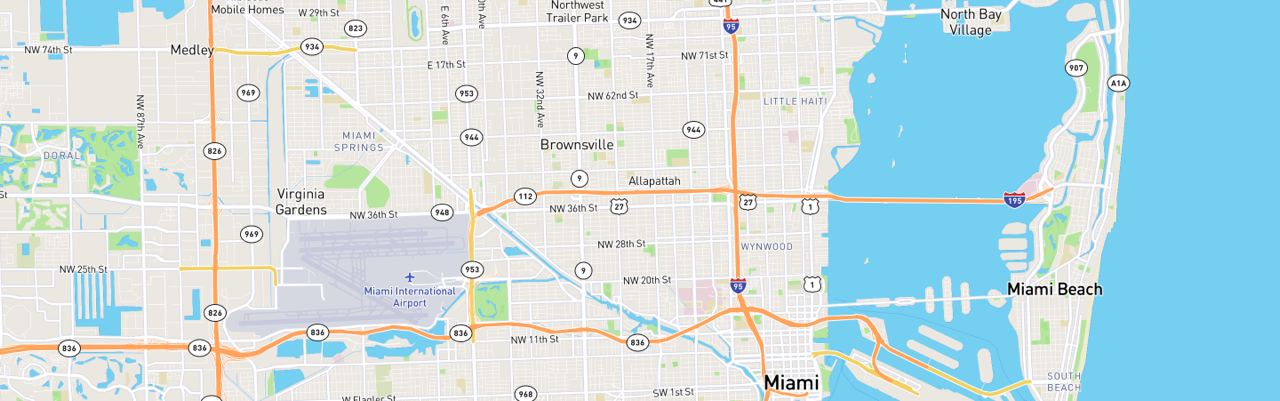 Mobile Homes
W 29th St
Northwest
Trailer Park
934
95
North Bay
Village
823
E 6th Ave
NW 74th St
Medley
934
9
NW 17th Ave
NW 71st St
907
A1A
E 17th St
969
953
NW 32nd Ave
NW 62nd St
LITTLE HAITI
NW 87th Ave
MIAMI
SPRINGS
944
944
Brownsville
DORAL
826
Virginia
Gardens
9
Allapattah
112
NW 36th St
948
NW 36th St
27
27
1
195
969
NW 28th St
WYNWOOD
NW 25th St
953
9
NW 20th St
95
1
Miami International
Airport
Miami Beach
826
836
836
836
836
836
NW 11th St
SOUTH
BEACH
Miami
968
SW 1st St
W Flagler St